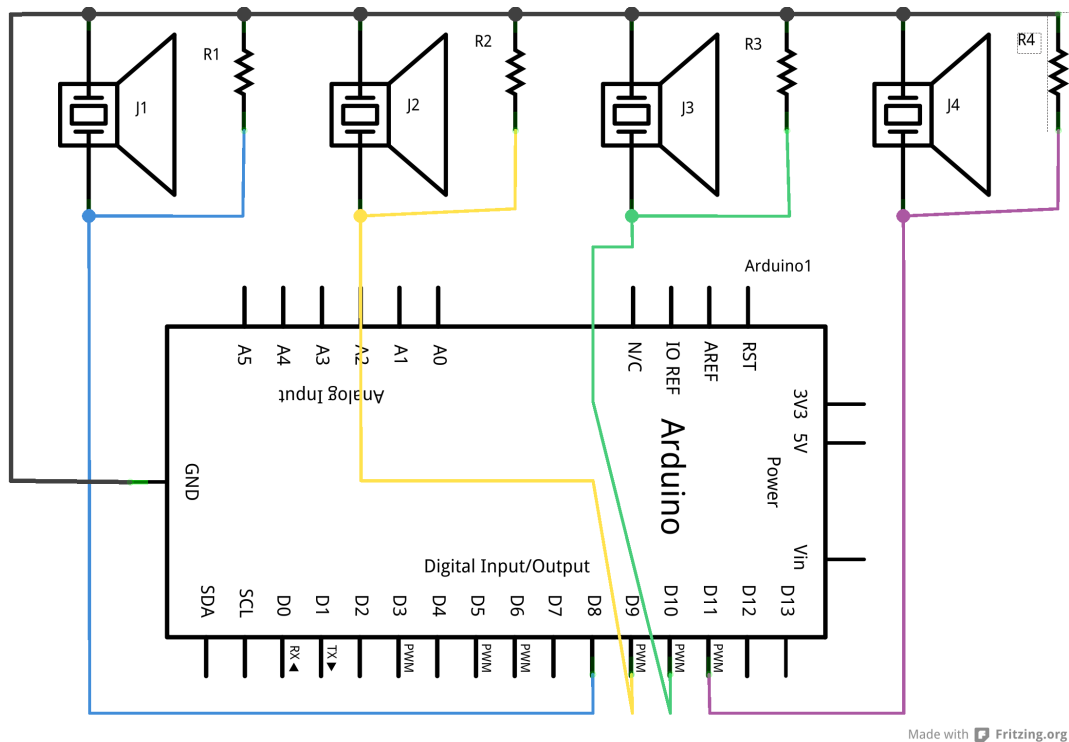 R1
R2
R3
R4
J1
J2
J3
J4
Arduino1
A5
A4
A3
A2
A1
A0
N/C
IO REF
AREF
RST
Analog Input
3V3
5V
Power
Vin
GND
Arduino
Digital Input/Output
SDA
SCL
D0
D1
D2
D3
D4
D5
D6
D7
D8
D9
D10
D11
D12
D13
RX
TX
PWM
PWM
PWM
PWM
PWM
PWM
Made with Fritzing.org